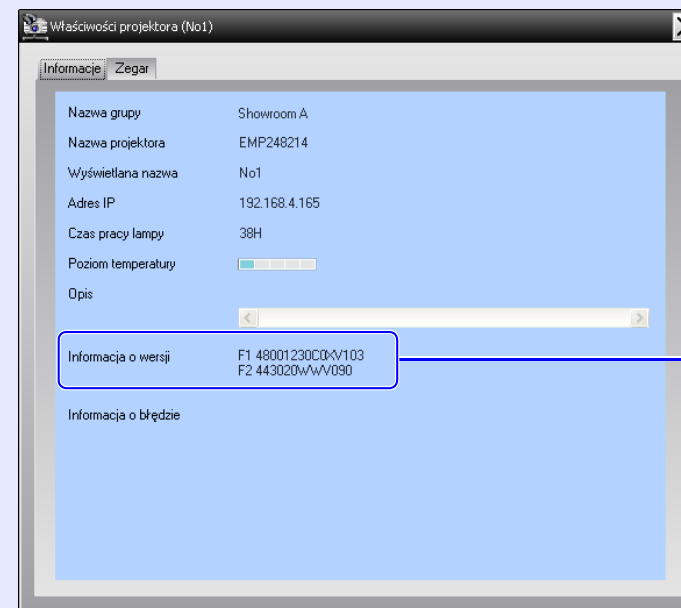 Właściwości projektora (No1)
Informacje Zegar
Nazwa grupy Showroom A
Nazwa projektora EMP248214
Wyświetlana nazwa No1
Adres IP 192.168.4.165
Czas pracy lampy 38H
Poziom temperatury
Opis
Informacja o wersji F1 48001230C0XV103
F2 443020WWV090
Informacja o błędzie